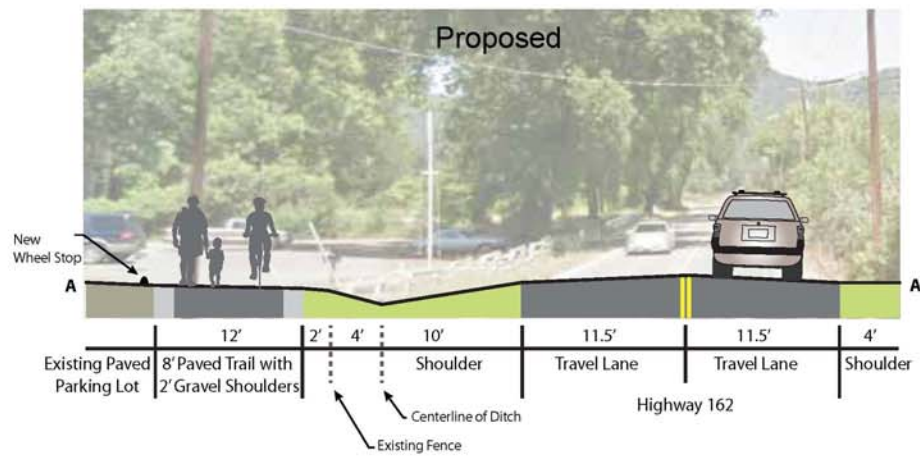 Proposed
New
Wheel Stop
A A
12' 2' 4' 10' 11.5' 11.5' 4'
Existing Paved
Parking Lot
8' Paved Trail with
2' Gravel Shoulders
Shoulder
Travel Lane
Travel Lane
Shoulder
Highway 162
Centerline of Ditch
Existing Fence